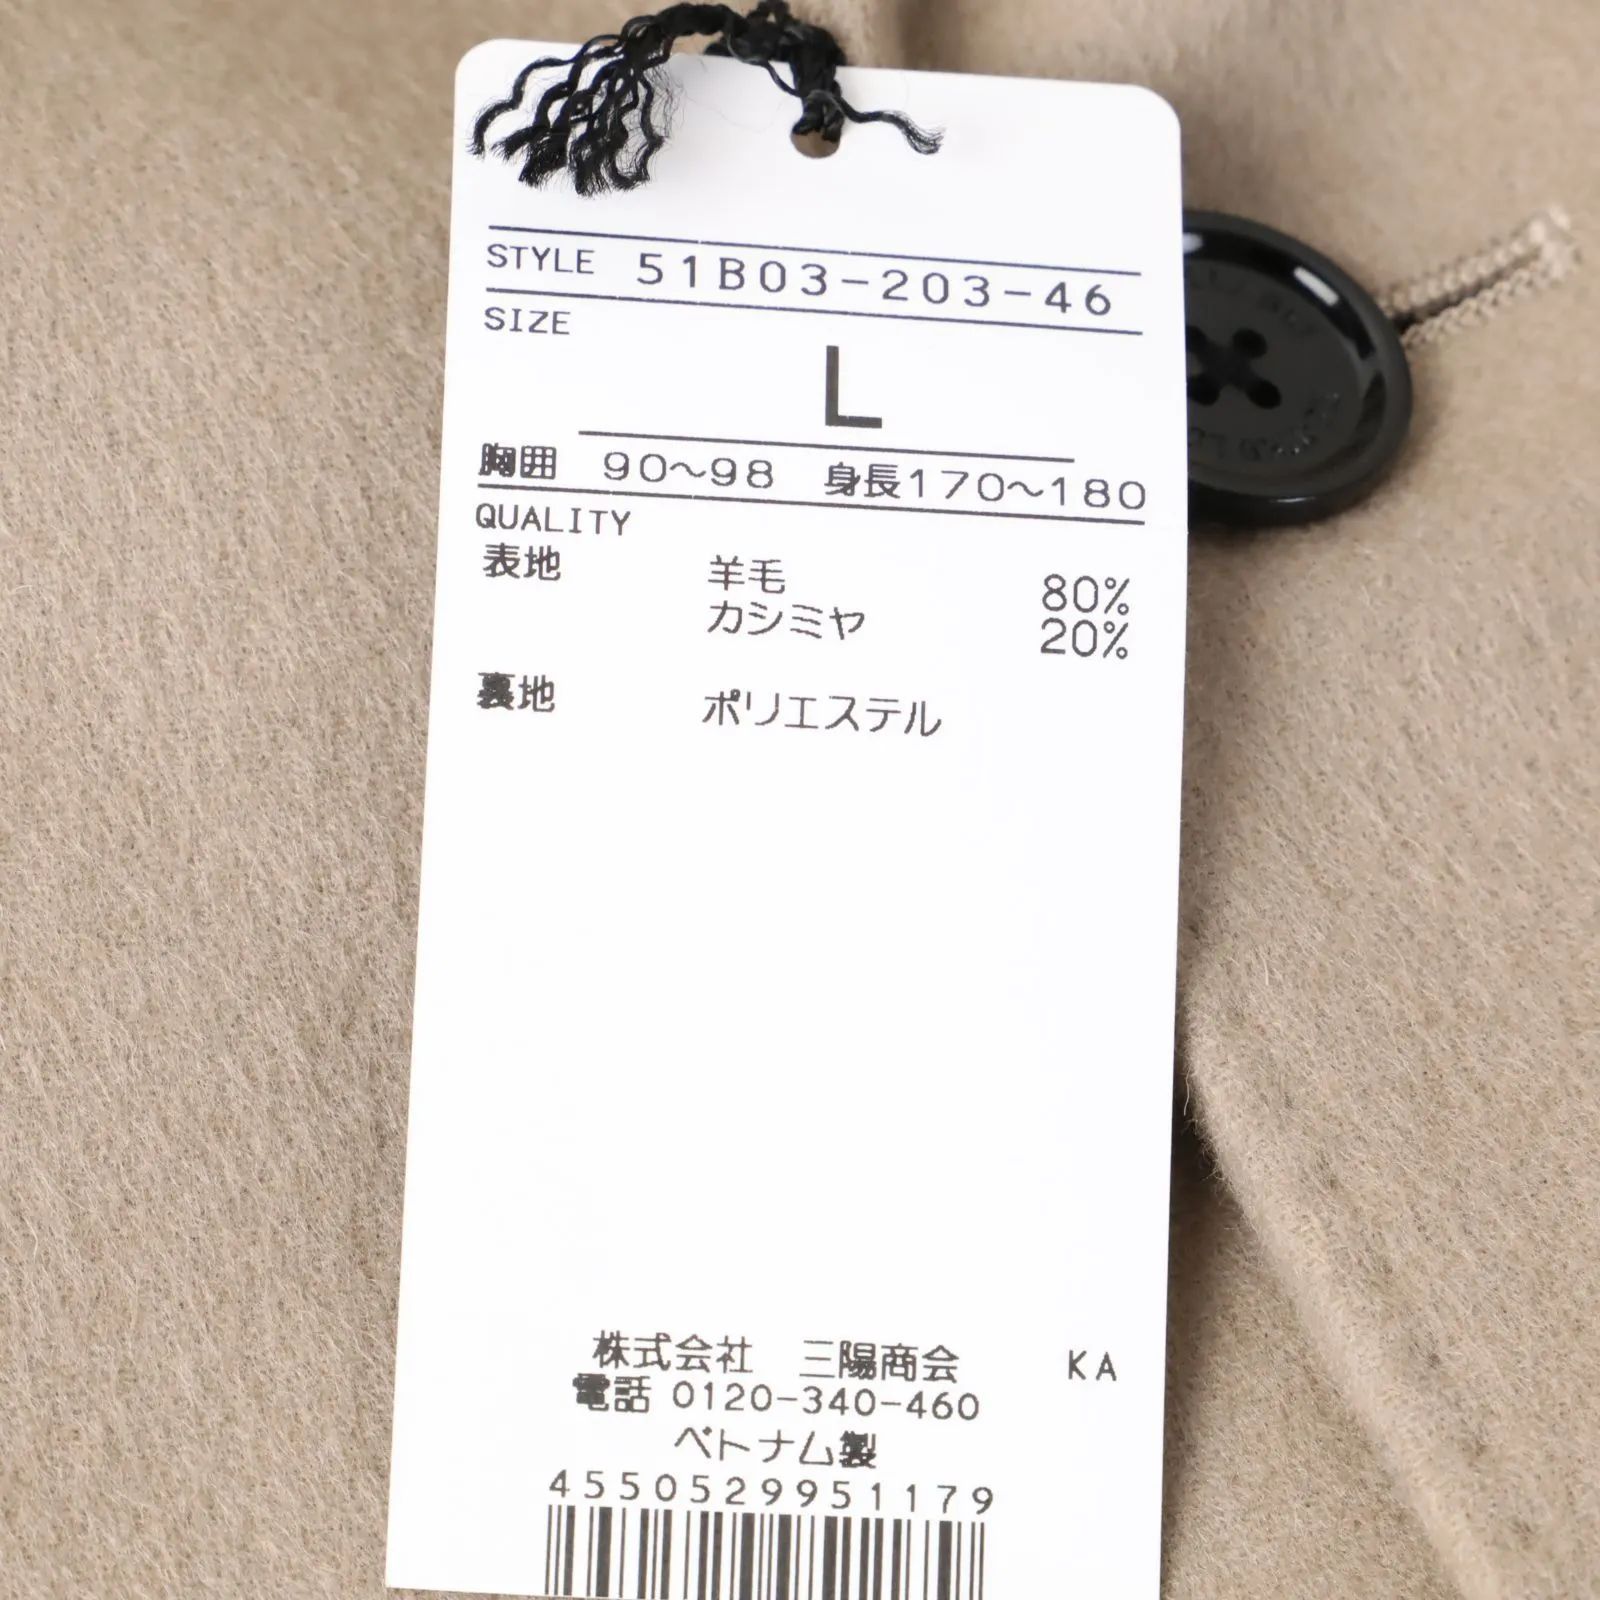 STYLE 51B03-203-46
SIZE
L
胸囲 90～98 身長170～180
QUALITY
表地 羊毛 80%
カシミヤ 20%
裏地 ポリエステル
株式会社 三陽商会 KA
電話 0120-340-460
ベトナム製
4550529951179